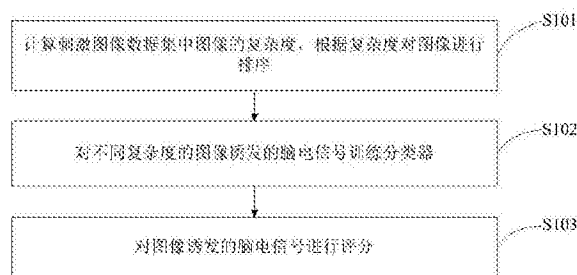 S101
计算刺激图像数据集中图像的复杂度，根据复杂度对图像进行
排序
S102
对不同复杂度的图像诱发的脑电信号训练分类器
S103
对图像诱发的脑电信号进行评分